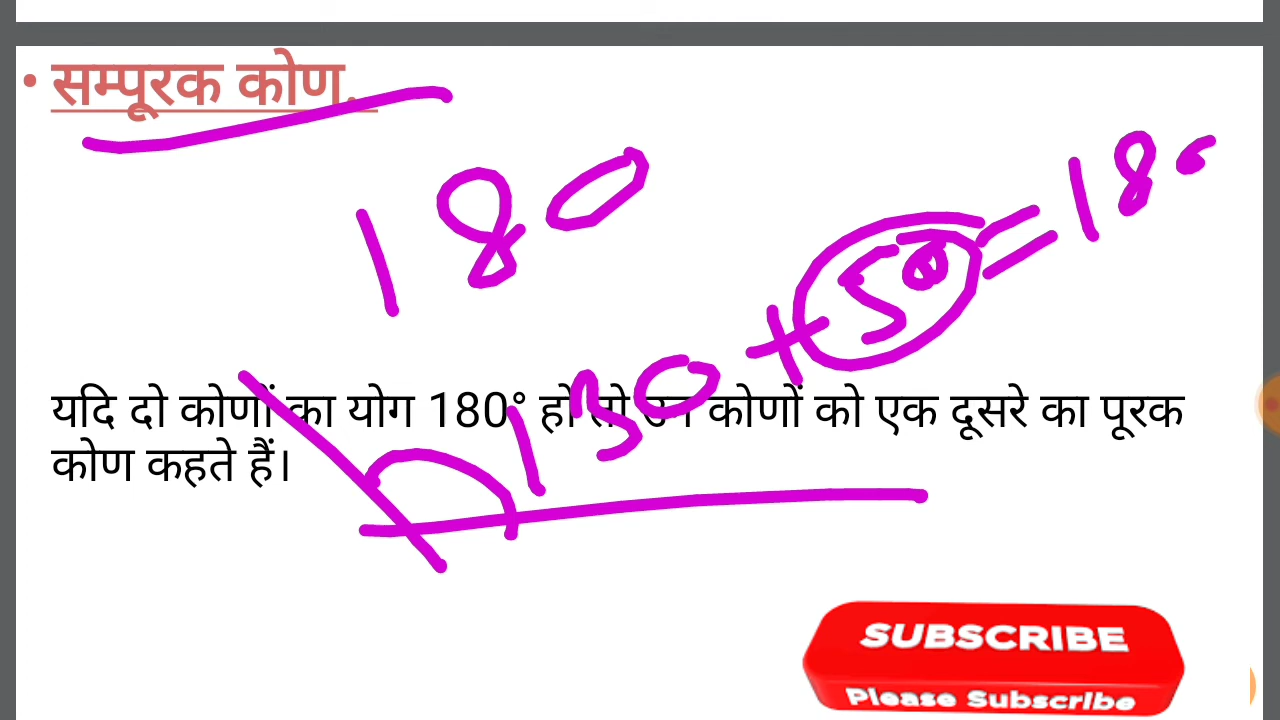 • सम्पूरक कोण.
180
130 + 50 = 180
यदि दो कोणों का योग 180° हो तो उन कोणों को एक दूसरे का पूरक
कोण कहते हैं।
SUBSCRIBE
Please Subscribe